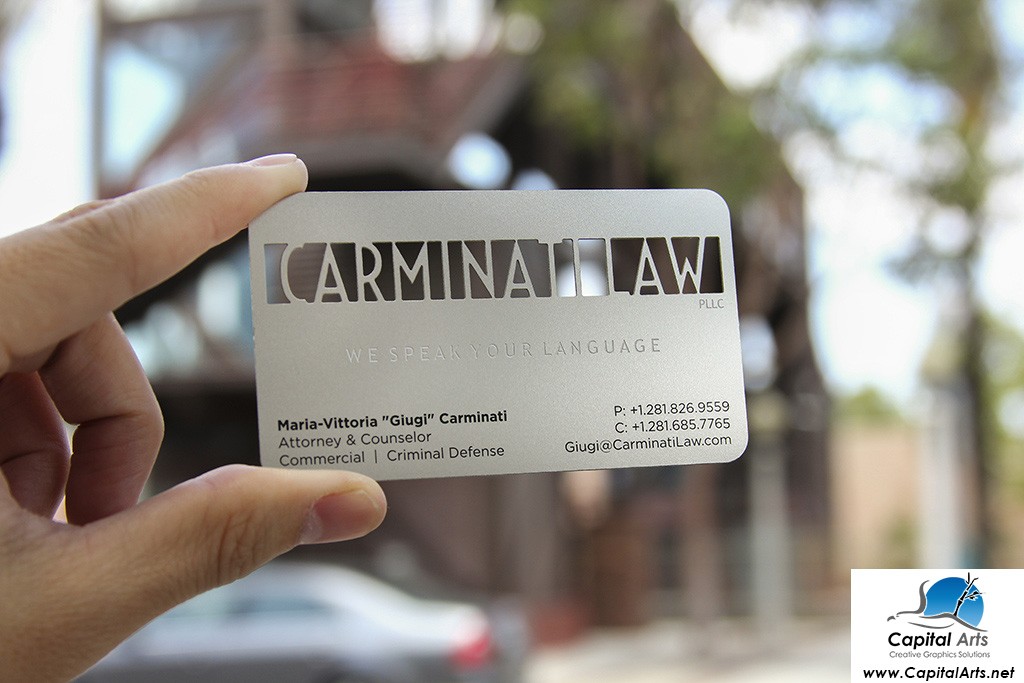 CARMINATI LAW
PLLC
WE SPEAK YOUR LANGUAGE
Maria-Vittoria "Giugi" Carminati
Attorney & Counselor
Commercial | Criminal Defense
P: +1.281.826.9559
C: +1.281.685.7765
Giugi@CarminatiLaw.com
Capital Arts
Creative Graphics Solutions
www.CapitalArts.net